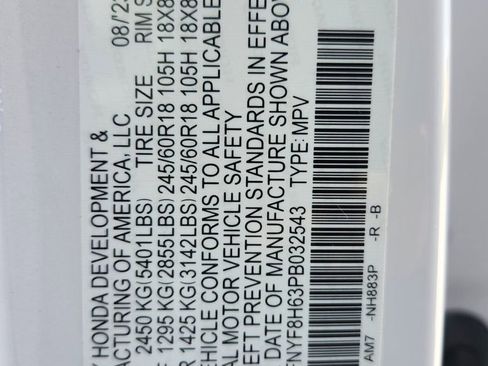 Y HONDA DEVELOPMENT & 08/'23
CTURING OF AMERICA, LLC
2450 KG(5401LBS) TIRE SIZE RIM S
F 1295 KG(2855LBS) 245/60R18 105H 18X8
R 1425 KG(3142LBS) 245/60R18 105H 18X8
EHICLE CONFORMS TO ALL APPLICABLE
AL MOTOR VEHICLE SAFETY
EFT PREVENTION STANDARDS IN EFFE
DATE OF MANUFACTURE SHOWN ABO
FNYF8H63PB032543 TYPE: MPV
AM7 -NH883P -R -B